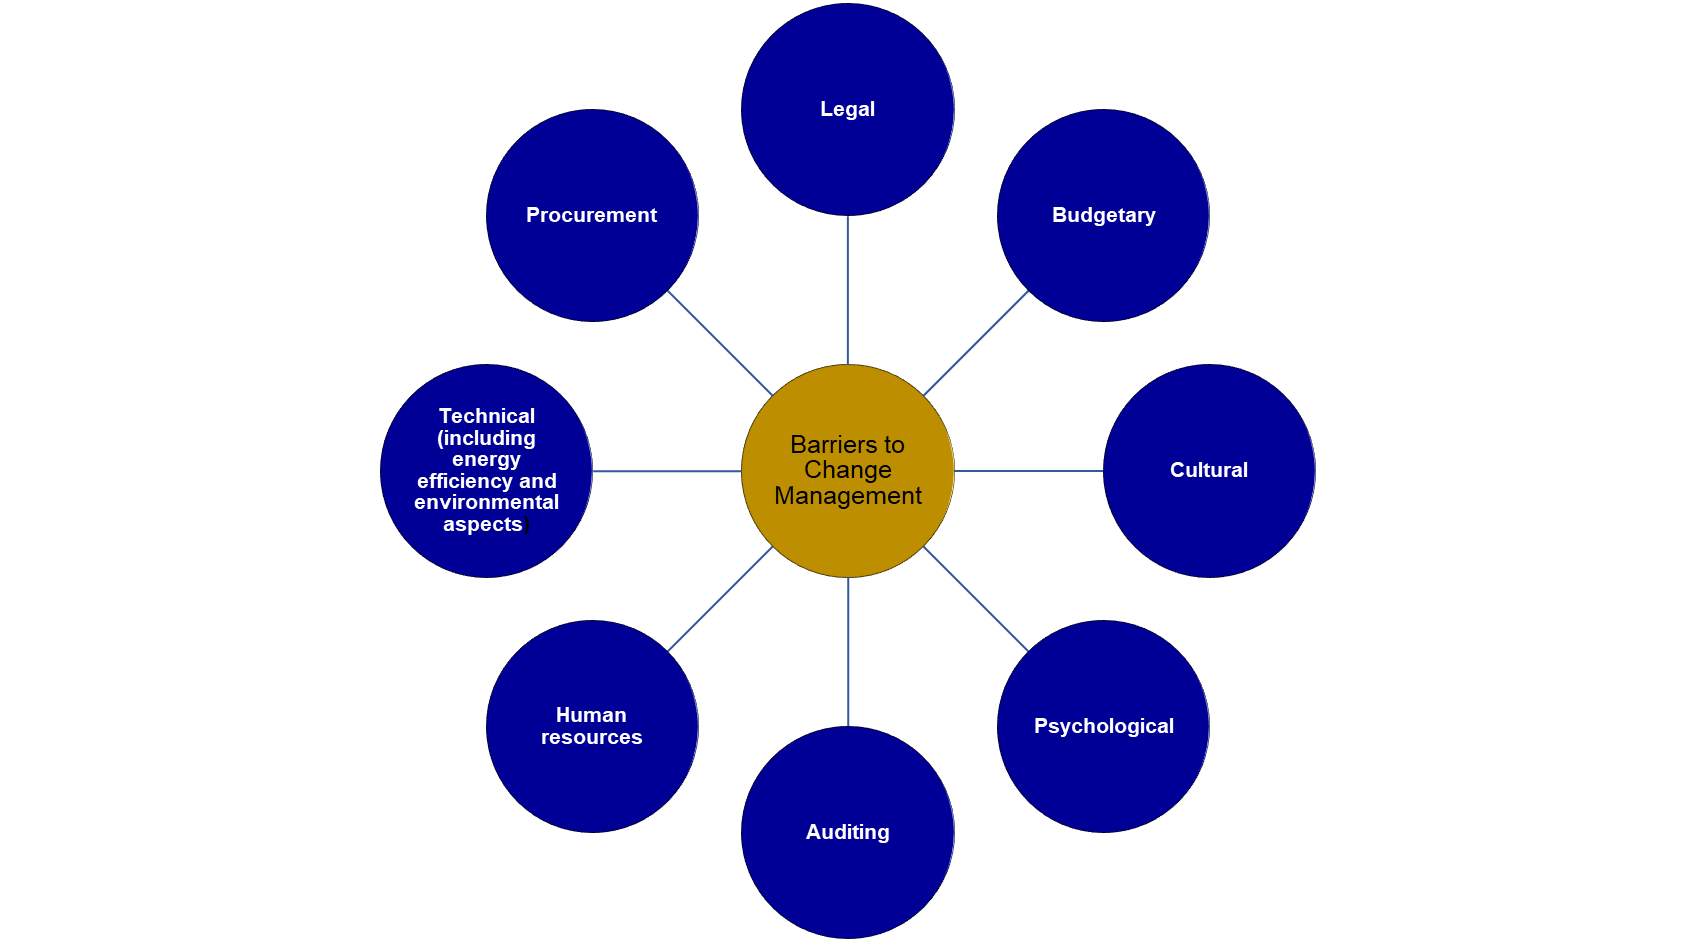 Legal
Procurement
Budgetary
Technical
(including
energy
efficiency and
environmental
aspects)
Barriers to
Change
Management
Cultural
Human
resources
Psychological
Auditing